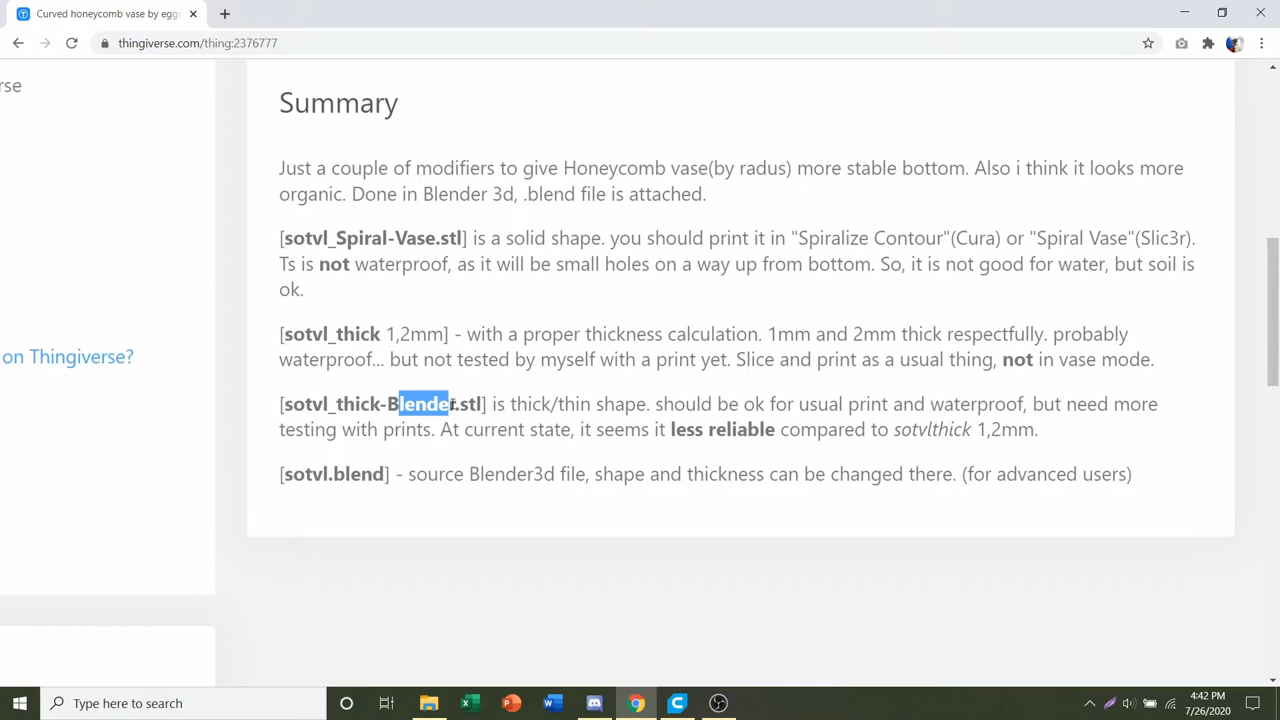 Curved honeycomb vase by egg
thingiverse.com/thing:2376777
rse
on Thingiverse?
Summary
Just a couple of modifiers to give Honeycomb vase(by radus) more stable bottom. Also i think it looks more
organic. Done in Blender 3d, .blend file is attached.
[sotvl_Spiral-Vase.stl] is a solid shape. you should print it in "Spiralize Contour"(Cura) or "Spiral Vase"(Slic3r).
Ts is not waterproof, as it will be small holes on a way up from bottom. So, it is not good for water, but soil is
ok.
[sotvl_thick 1,2mm] - with a proper thickness calculation. 1mm and 2mm thick respectfully. probably
waterproof... but not tested by myself with a print yet. Slice and print as a usual thing, not in vase mode.
[sotvl_thick-Blender.stl] is thick/thin shape. should be ok for usual print and waterproof, but need more
testing with prints. At current state, it seems it less reliable compared to sotvlthick 1,2mm.
[sotvl.blend] - source Blender3d file, shape and thickness can be changed there. (for advanced users)
Type here to search
4:42 PM
7/26/2020